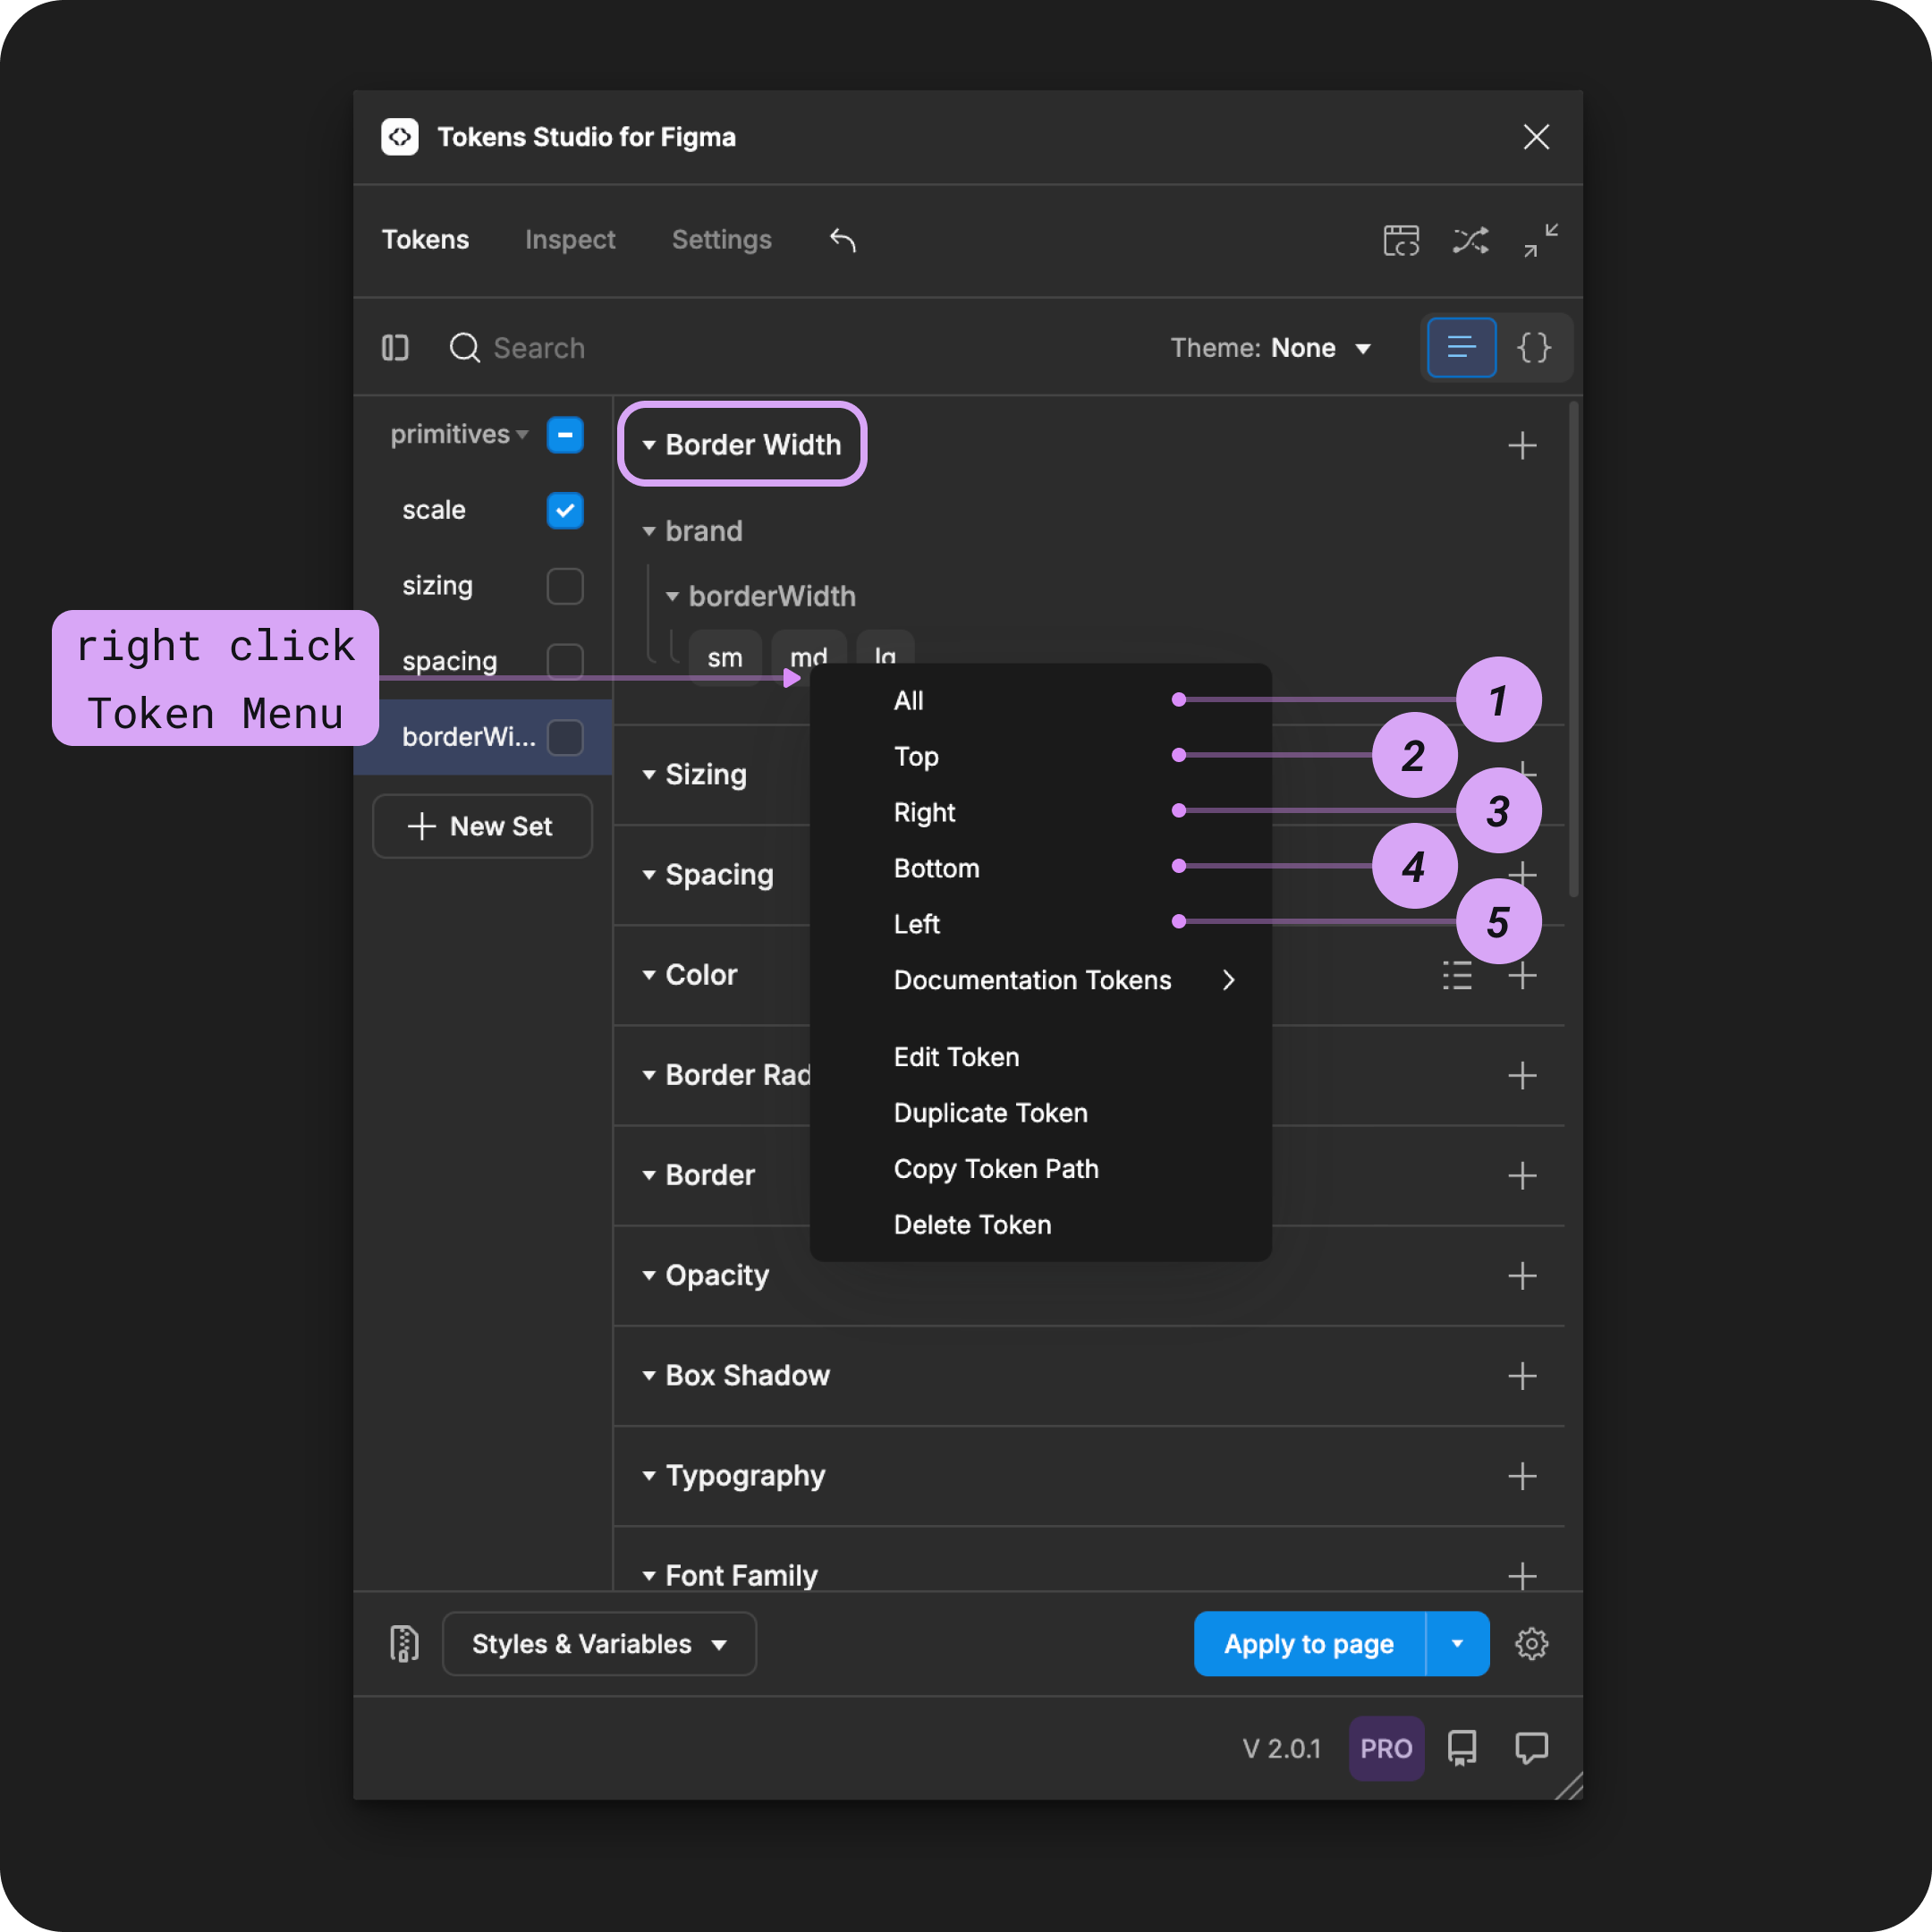 Tokens Studio for Figma
Tokens Inspect Settings
Search
Theme: None
{}
primitives
scale
sizing
spacing
borderWi...
New Set
right click
Token Menu
Border Width
brand
borderWidth
sm md lg
Sizing
Spacing
Color
Border Rad
Border
Opacity
Box Shadow
Typography
Font Family
All
Top
Right
Bottom
Left
Documentation Tokens
Edit Token
Duplicate Token
Copy Token Path
Delete Token
1
2
3
4
5
Styles & Variables
Apply to page
V 2.0.1 PRO